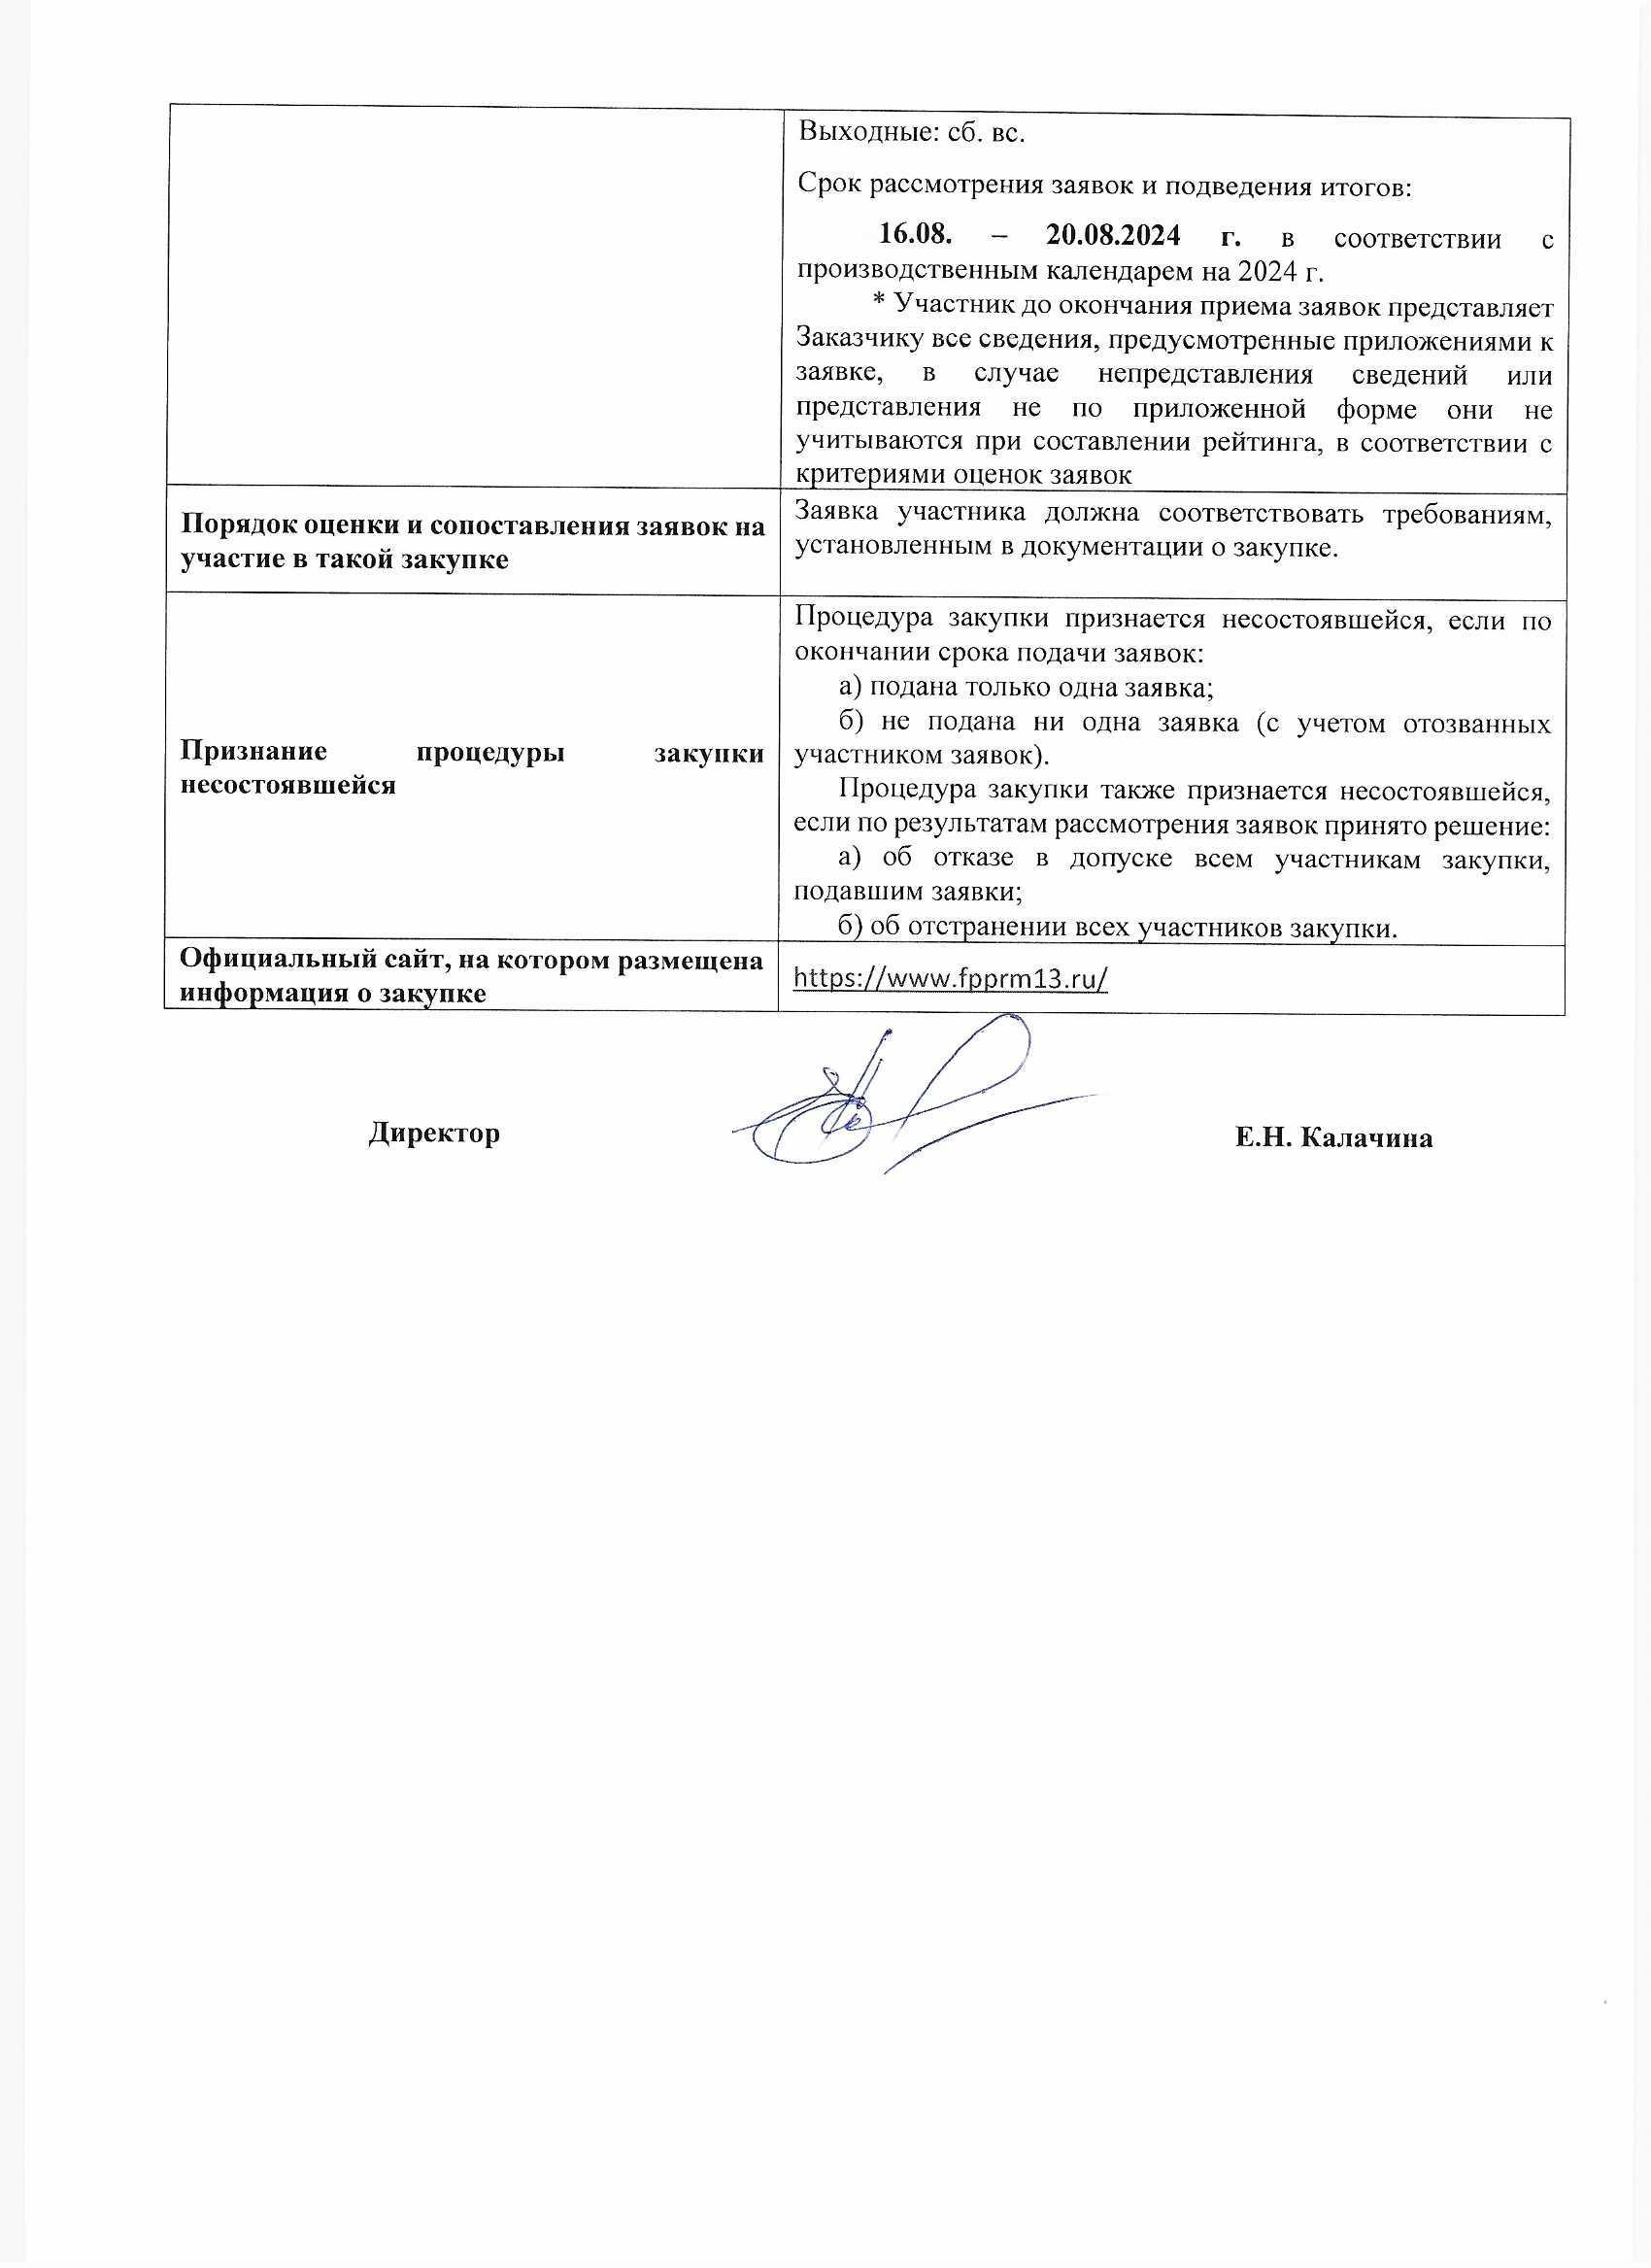 Выходные: сб. вс.
Срок рассмотрения заявок и подведения итогов:
16.08. – 20.08.2024 г. в соответствии с
производственным календарем на 2024 г.
* Участник до окончания приема заявок представляет
Заказчику все сведения, предусмотренные приложениями к
заявке, в случае непредставления сведений или
представления не по приложенной форме они не
учитываются при составлении рейтинга, в соответствии с
критериями оценок заявок
Порядок оценки и сопоставления заявок на
участие в такой закупке
Заявка участника должна соответствовать требованиям,
установленным в документации о закупке.
Признание процедуры закупки
несостоявшейся
Процедура закупки признается несостоявшейся, если по
окончании срока подачи заявок:
а) подана только одна заявка;
б) не подана ни одна заявка (с учетом отозванных
участником заявок).
Процедура закупки также признается несостоявшейся,
если по результатам рассмотрения заявок принято решение:
а) об отказе в допуске всем участникам закупки,
подавшим заявки;
б) об отстранении всех участников закупки.
Официальный сайт, на котором размещена
информация о закупке
https://www.fpprm13.ru/
Директор
Е.Н. Калачина